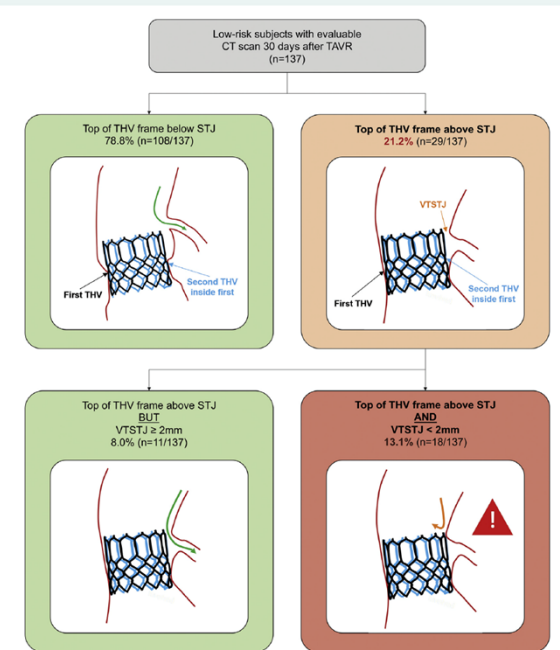 Low-risk subjects with evaluable
CT scan 30 days after TAVR
(n=137)
Top of THV frame below STJ
78.8% (n=108/137)
First THV
Second THV
inside first
Top of THV frame above STJ
21.2% (n=29/137)
VTSTJ
First THV
Second THV
inside first
Top of THV frame above STJ
BUT
VTSTJ ≥ 2mm
8.0% (n=11/137)
Top of THV frame above STJ
AND
VTSTJ < 2mm
13.1% (n=18/137)
!